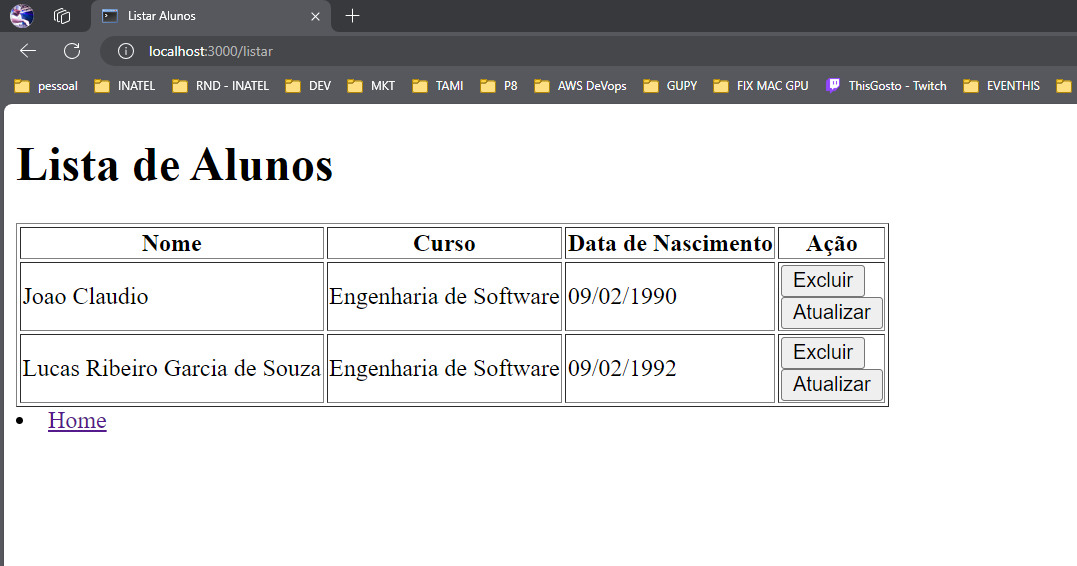 Listar Alunos
localhost:3000/listar
pessoal INATEL RND - INATEL DEV MKT TAMI P8 AWS DeVops GUPY FIX MAC GPU ThisGosto - Twitch EVENTHIS
Lista de Alunos
Nome Curso Data de Nascimento Ação
Joao Claudio Engenharia de Software 09/02/1990 Excluir
Atualizar
Lucas Ribeiro Garcia de Souza Engenharia de Software 09/02/1992 Excluir
Atualizar
Home